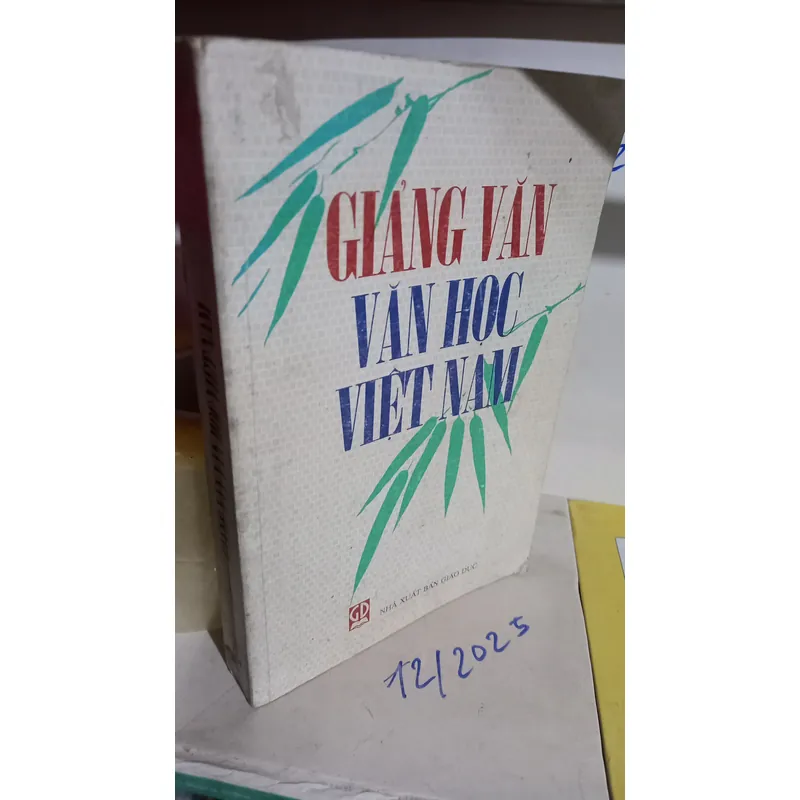 GIẢNG VĂN
VĂN HỌC
VIỆT NAM
GD
NHÀ XUẤT BẢN GIÁO DỤC
12/2025